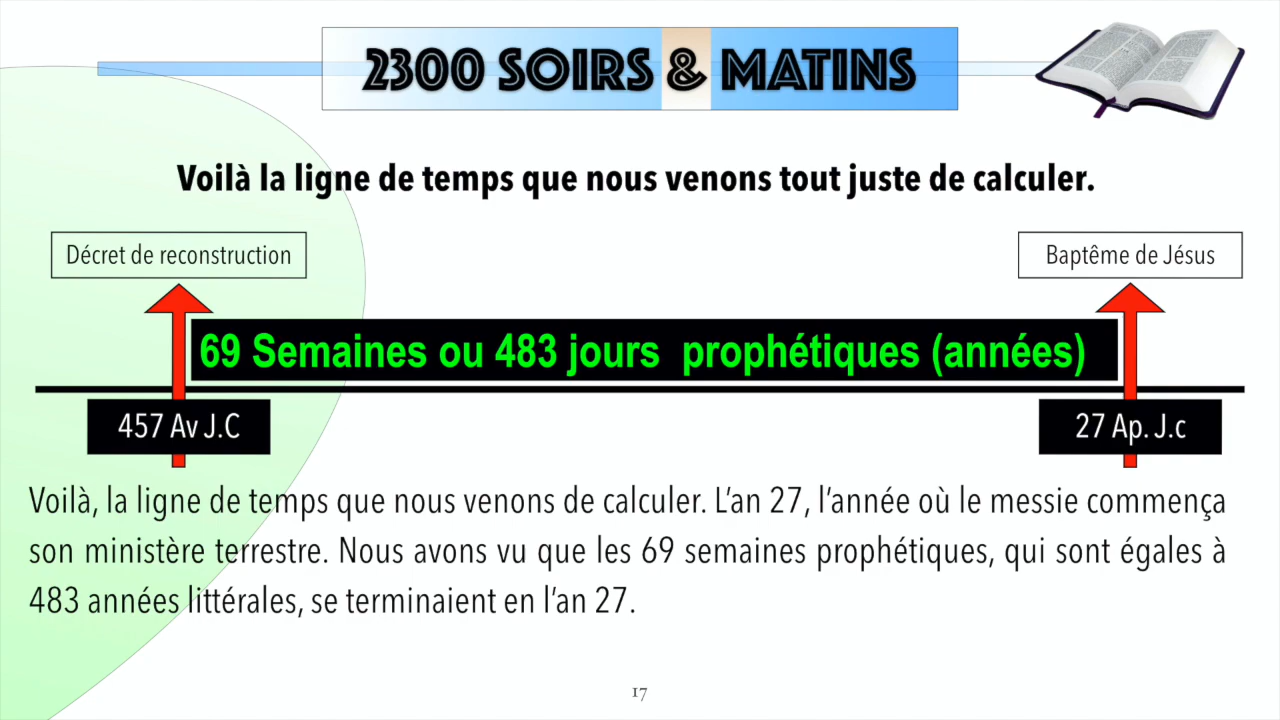 2300 SOIRS & MATINS
Voilà la ligne de temps que nous venons tout juste de calculer.
Décret de reconstruction
Baptême de Jésus
69 Semaines ou 483 jours prophétiques (années)
457 Av J.C
27 Ap. J.c
Voilà, la ligne de temps que nous venons de calculer. L'an 27, l'année où le messie commença
son ministère terrestre. Nous avons vu que les 69 semaines prophétiques, qui sont égales à
483 années littérales, se terminaient en l'an 27.
17